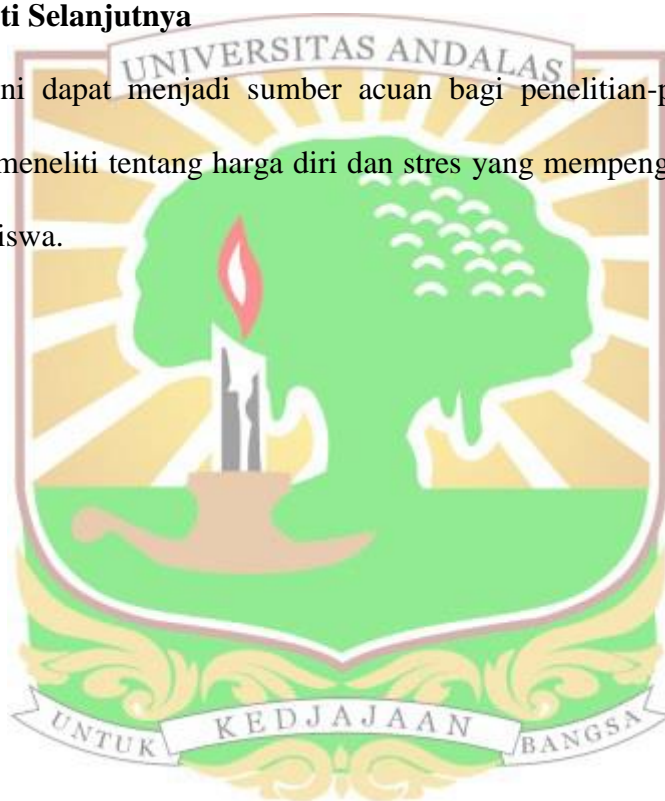 ti Selanjutnya
UNIVERSITAS ANDALAS
ni dapat menjadi sumber acuan bagi penelitian-p
meneliti tentang harga diri dan stres yang mempeng
iswa.
UNTUK KEDJAJAAN BANGSA